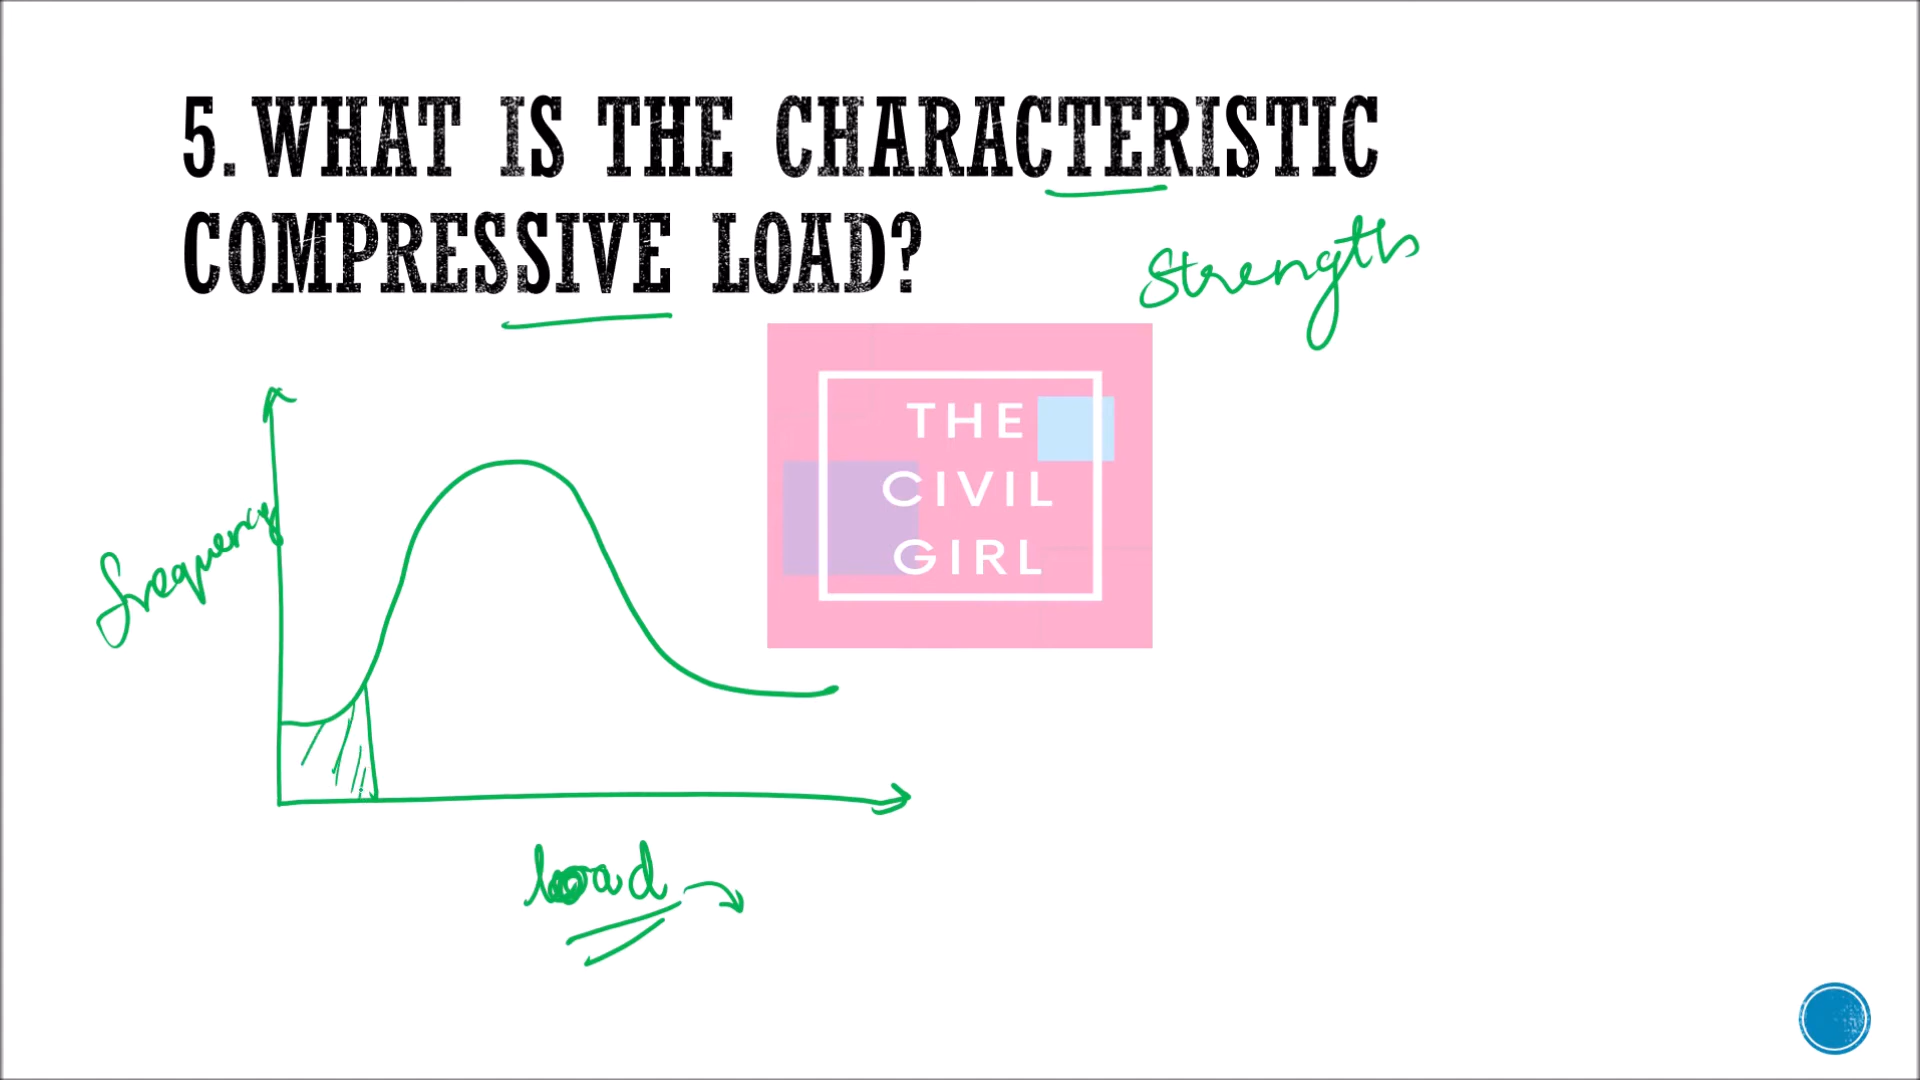 5. WHAT IS THE CHARACTERISTIC
COMPRESSIVE LOAD?
Strength
THE
CIVIL
GIRL
frequency
load